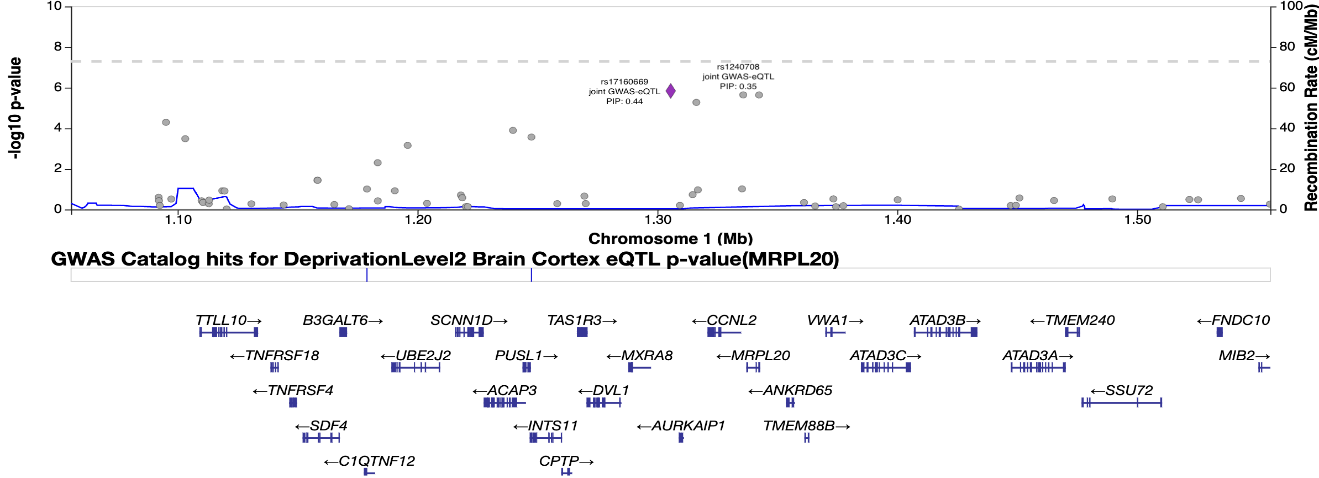 10
8
6
4
2
0
-log10 p-value
100
80
60
40
20
0
Recombination Rate (cM/Mb)
rs17160669
joint GWAS-eQTL
PIP: 0.44
rs1240708
joint GWAS-eQTL
PIP: 0.35
1.10 1.20 1.30 1.40 1.50
Chromosome 1 (Mb)
GWAS Catalog hits for DeprivationLevel2 Brain Cortex eQTL p-value(MRPL20)
TTLL10→ B3GALT6→ SCNN1D→ TAS1R3→ ←CCNL2 VWA1→ ATAD3B→ ←TMEM240 ←FNDC10
←TNFRSF18 ←UBE2J2 PUSL1→ ←MXRA8 ←MRPL20 ATAD3C→ ATAD3A→ MIB2→
←TNFRSF4 ←ACAP3 ←DVL1 ←ANKRD65 ←SSU72
←SDF4 ←INTS11 ←AURKAIP1 TMEM88B→
←C1QTNF12 CPTP→